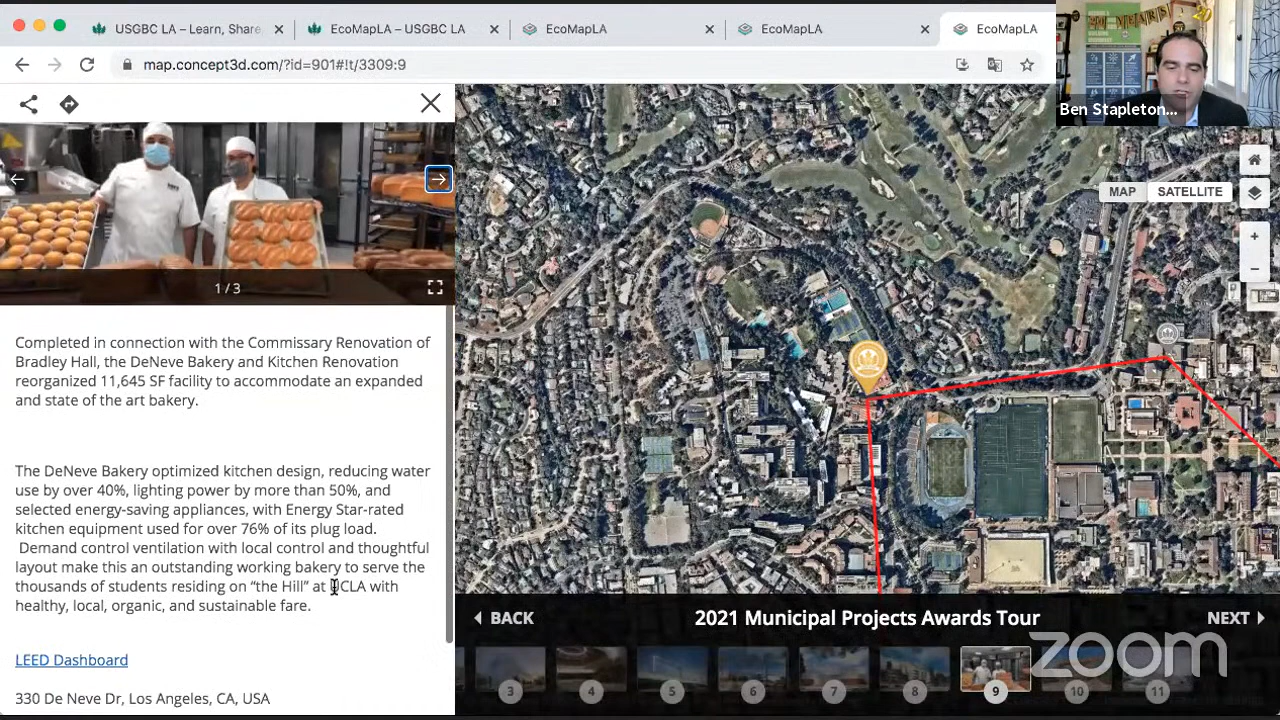 USGBC LA – Learn, Share
EcoMapLA – USGBC LA
EcoMapLA
EcoMapLA
EcoMapLA
map.concept3d.com/?id=901#!t/3309:9
Ben Stapleton...
1 / 3
Completed in connection with the Commissary Renovation of
Bradley Hall, the DeNeve Bakery and Kitchen Renovation
reorganized 11,645 SF facility to accommodate an expanded
and state of the art bakery.
The DeNeve Bakery optimized kitchen design, reducing water
use by over 40%, lighting power by more than 50%, and
selected energy-saving appliances, with Energy Star-rated
kitchen equipment used for over 76% of its plug load.
Demand control ventilation with local control and thoughtful
layout make this an outstanding working bakery to serve the
thousands of students residing on “the Hill” at UCLA with
healthy, local, organic, and sustainable fare.
LEED Dashboard
330 De Neve Dr, Los Angeles, CA, USA
MAP SATELLITE
+
−
BACK 2021 Municipal Projects Awards Tour NEXT
3 4 5 6 7 8 9 10 11
zoom